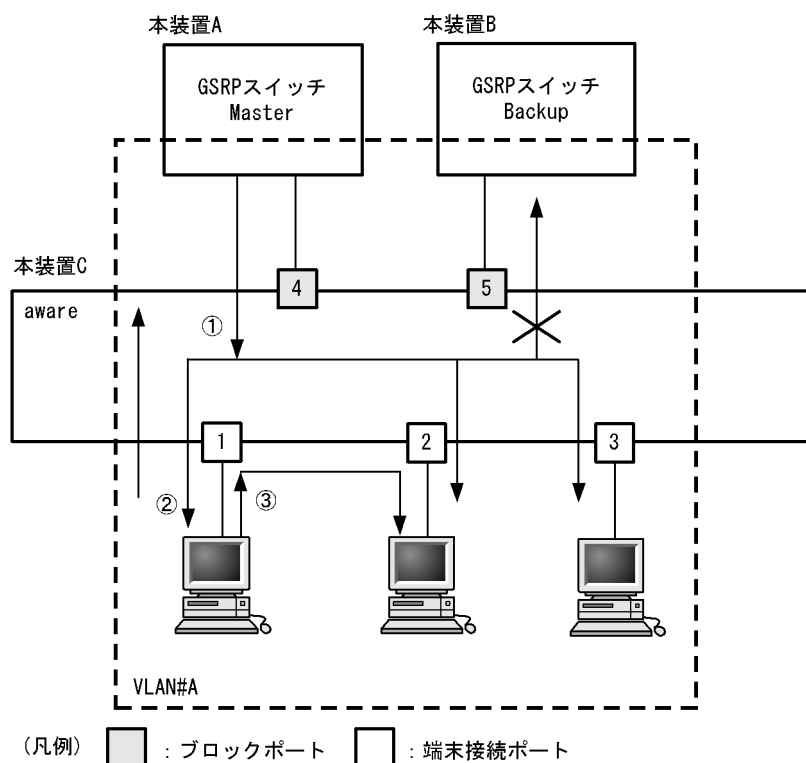 本装置A
本装置B
GSRPスイッチ
Master
GSRPスイッチ
Backup
本装置C
4
5
aware
①
1
2
3
②
③
VLAN#A
(凡例)
:ブロックポート
:端末接続ポート